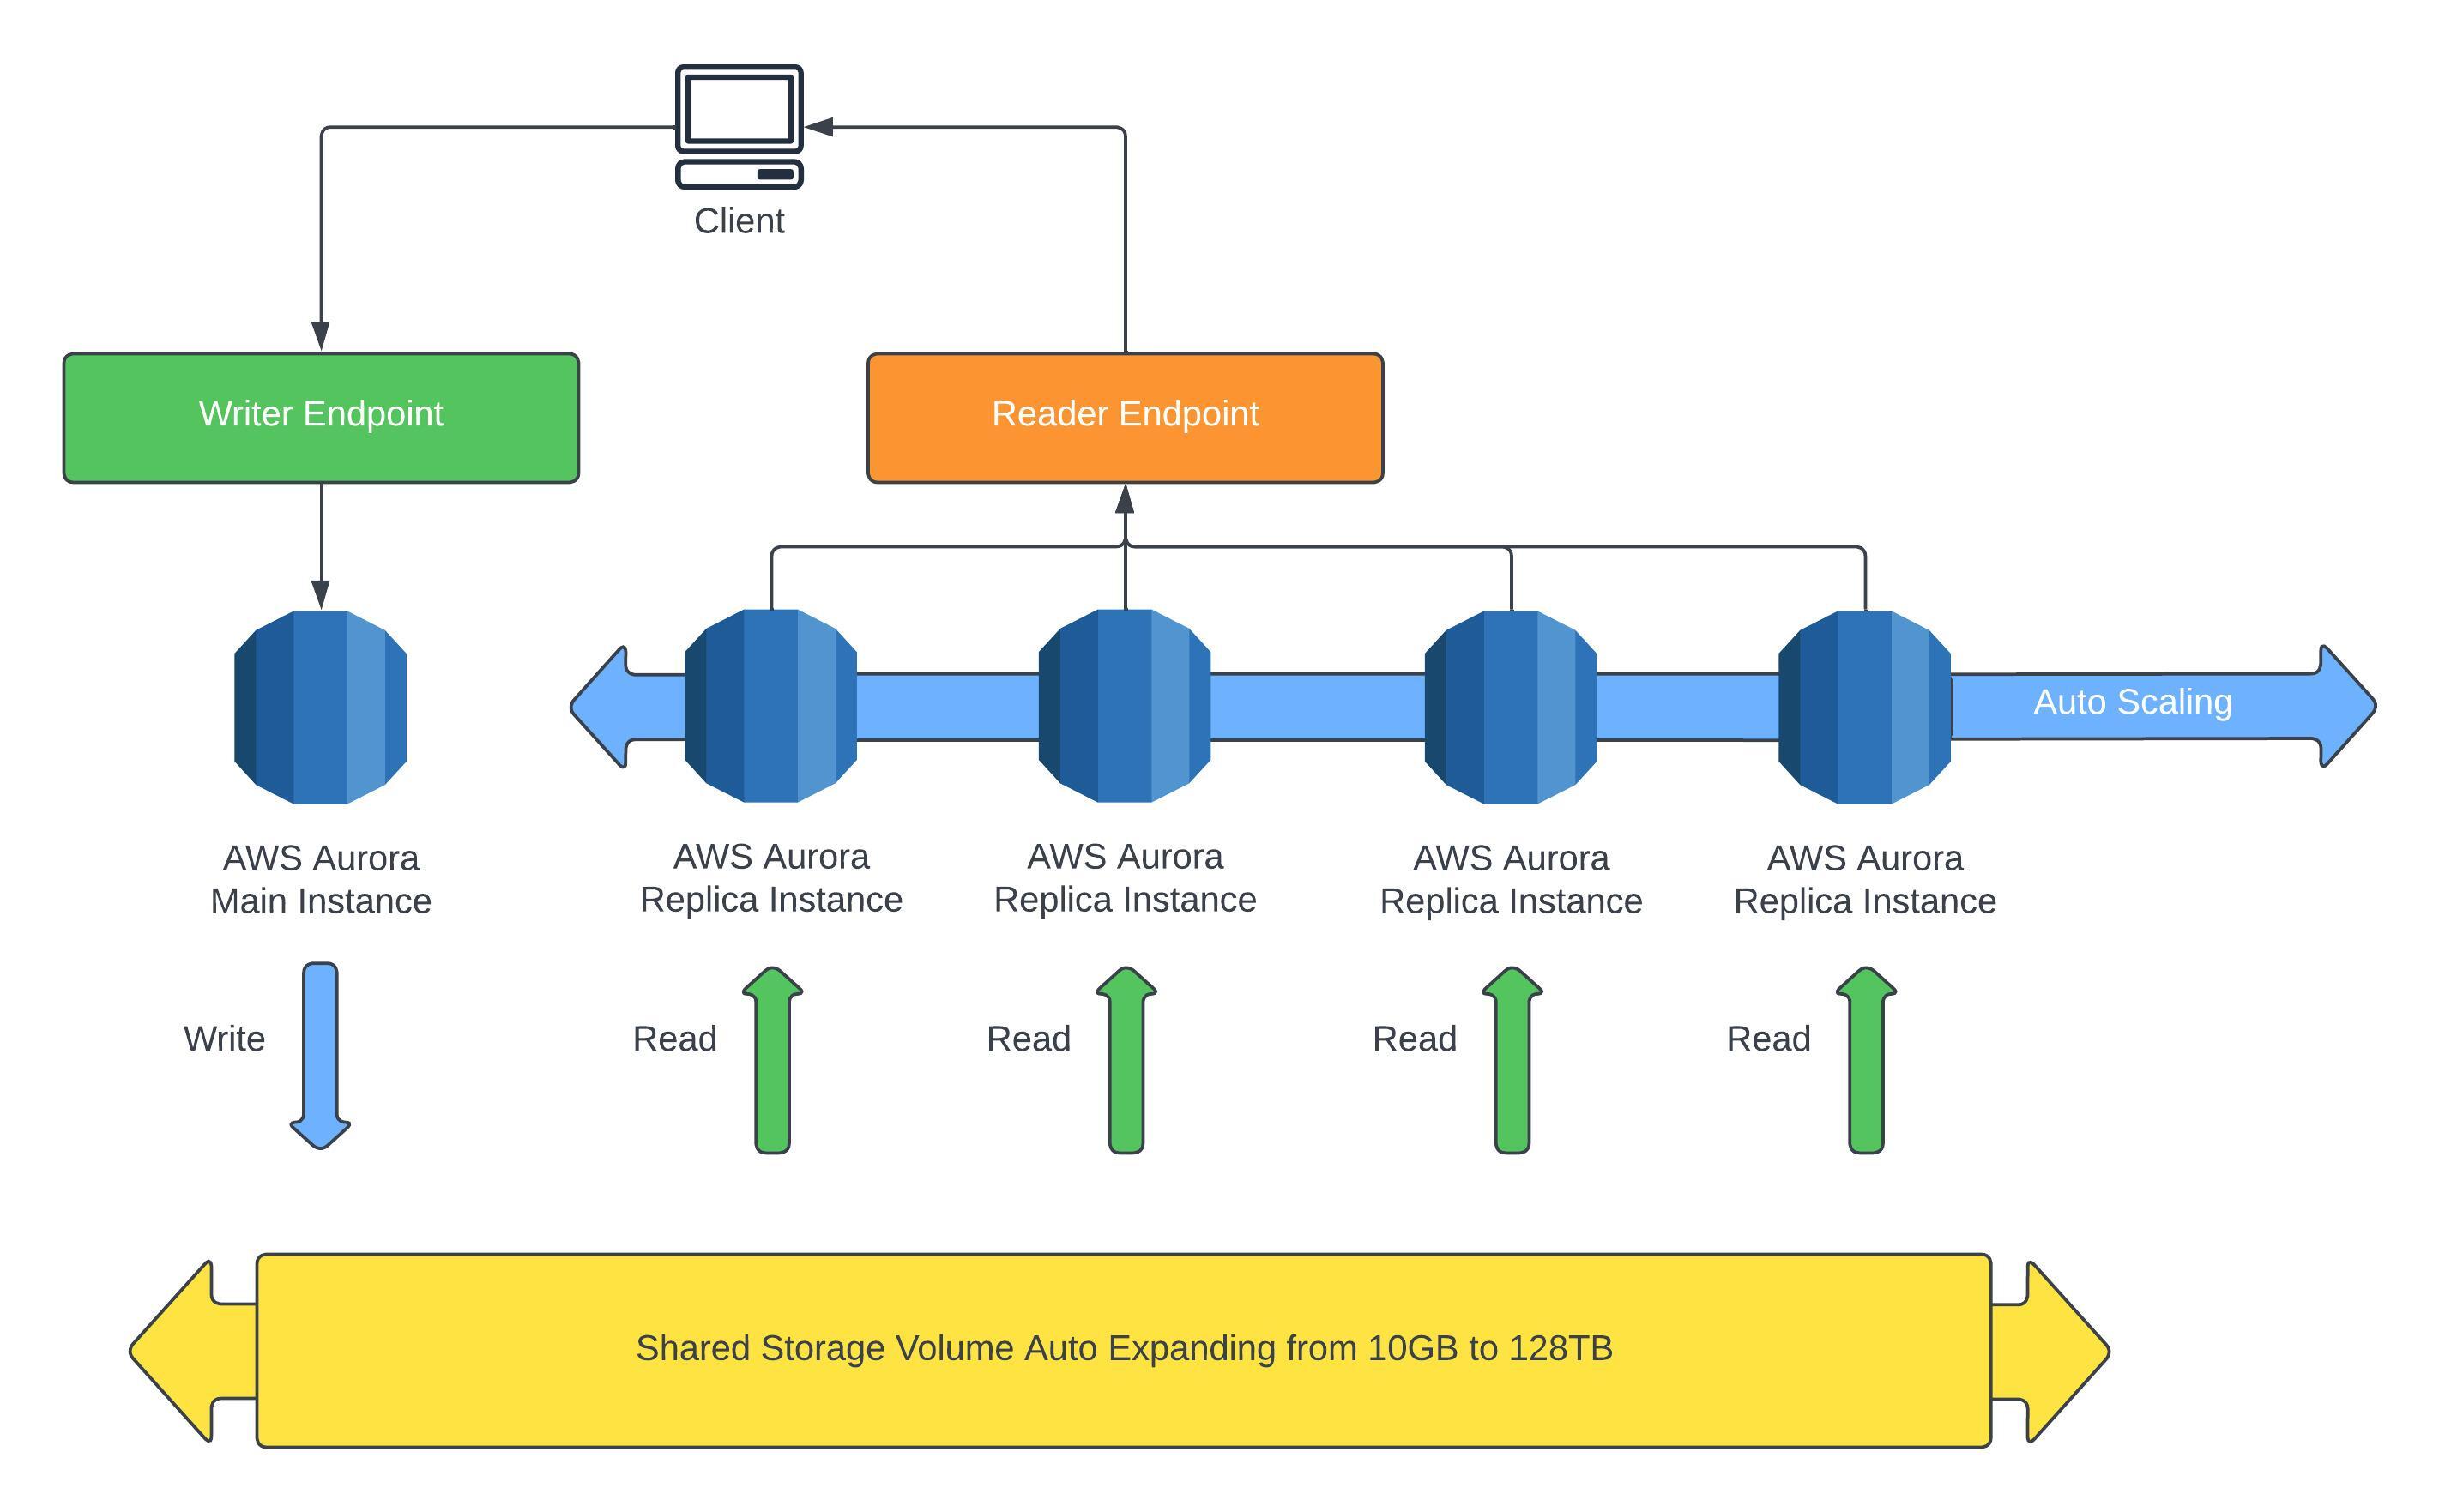 Client
Writer Endpoint
Reader Endpoint
Auto Scaling
AWS Aurora
Main Instance
AWS Aurora
Replica Instance
AWS Aurora
Replica Instance
AWS Aurora
Replica Instance
AWS Aurora
Replica Instance
Write
Read
Read
Read
Read
Shared Storage Volume Auto Expanding from 10GB to 128TB